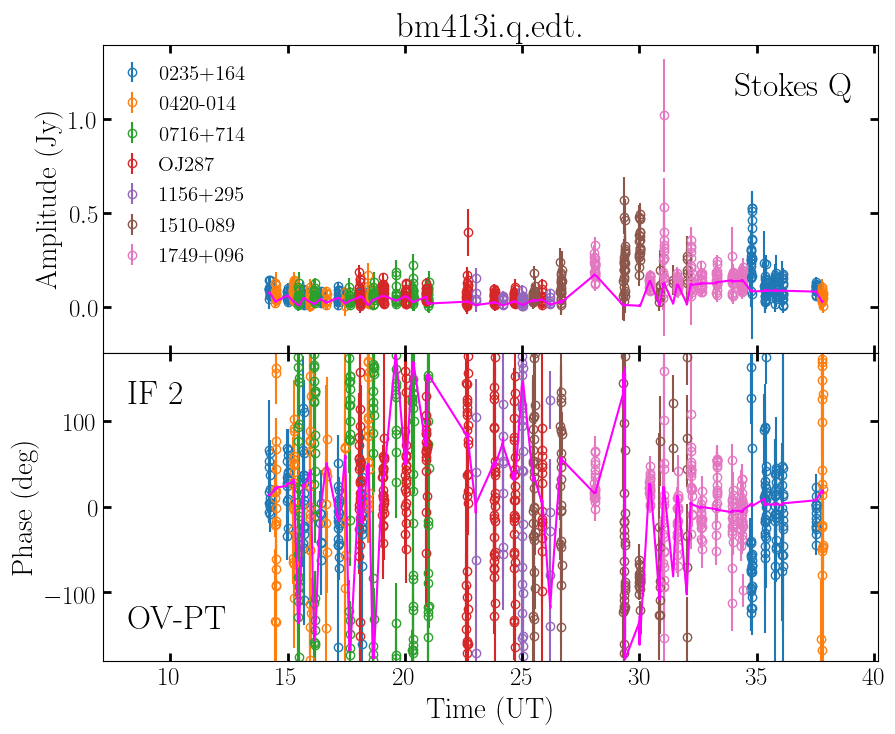 bm413i.q.edt.
Stokes Q
0235+164
0420-014
0716+714
OJ287
1156+295
1510-089
1749+096
Amplitude (Jy)
1.0
0.5
0.0
IF 2
OV-PT
Phase (deg)
100
0
−100
10 15 20 25 30 35 40
Time (UT)